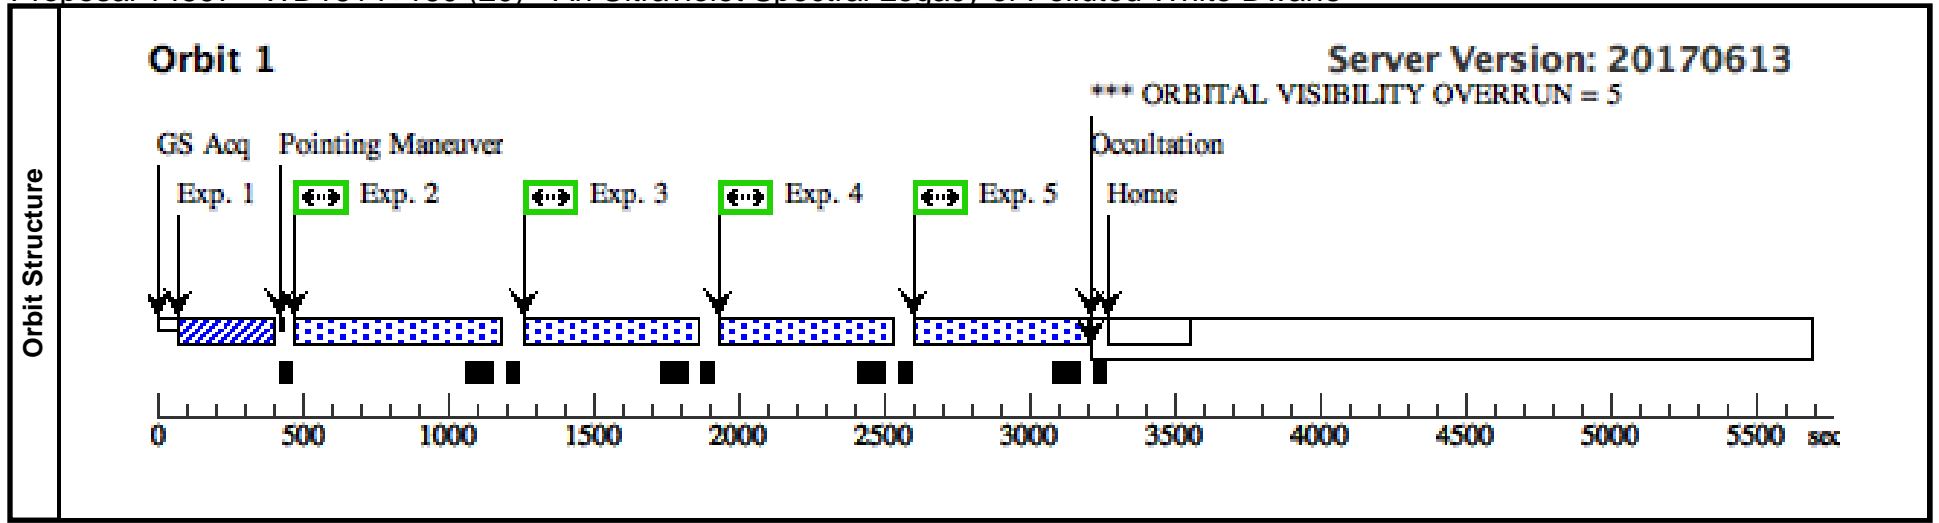 Orbit 1
Server Version: 20170613
*** ORBITAL VISIBILITY OVERRUN = 5
GS Acq Pointing Maneuver Occultation
Exp. 1 Exp. 2 Exp. 3 Exp. 4 Exp. 5 Home
Orbit Structure
0 500 1000 1500 2000 2500 3000 3500 4000 4500 5000 5500 sec